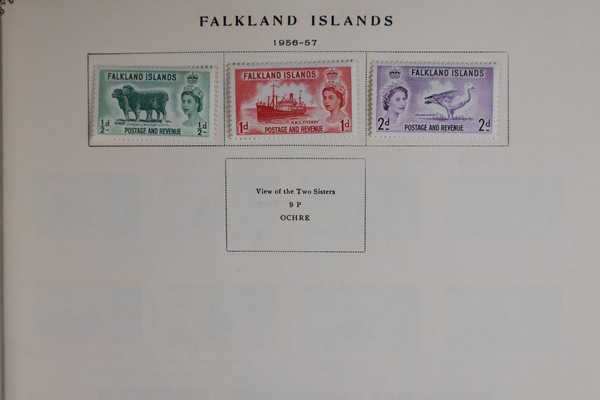 FALKLAND ISLANDS
1956-57
FALKLAND ISLANDS
½d ½d
POSTAGE AND REVENUE
FALKLAND ISLANDS
R.M.S. FITZROY
1d POSTAGE AND REVENUE 1d
FALKLAND ISLANDS
2d POSTAGE AND REVENUE 2d
View of the Two Sisters
9 P
OCHRE